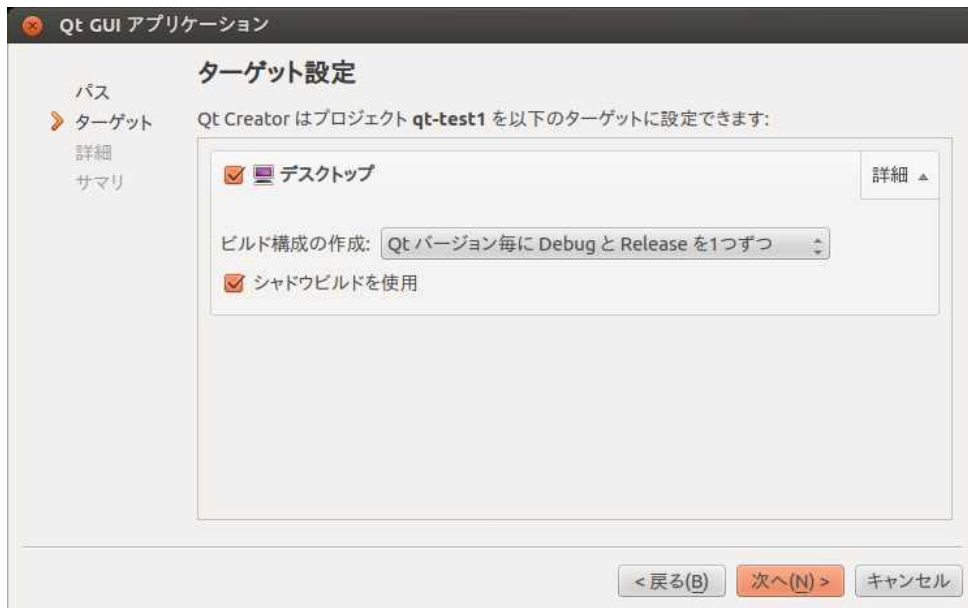 Qt GUI アプリケーション
パス
ターゲット
詳細
サマリ
ターゲット設定
Qt Creator はプロジェクト qt-test1 を以下のターゲットに設定できます:
デスクトップ
詳細
ビルド構成の作成: Qt バージョン毎に Debug と Release を1つずつ
シャドウビルドを使用
< 戻る(B) 次へ(N) > キャンセル